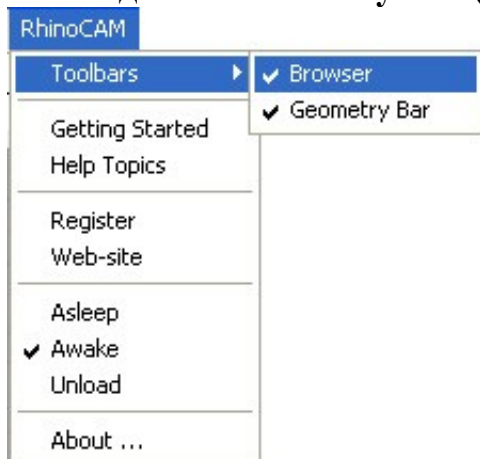 RhinoCAM
Toolbars
Browser
Geometry Bar
Getting Started
Help Topics
Register
Web-site
Asleep
Awake
Unload
About ...